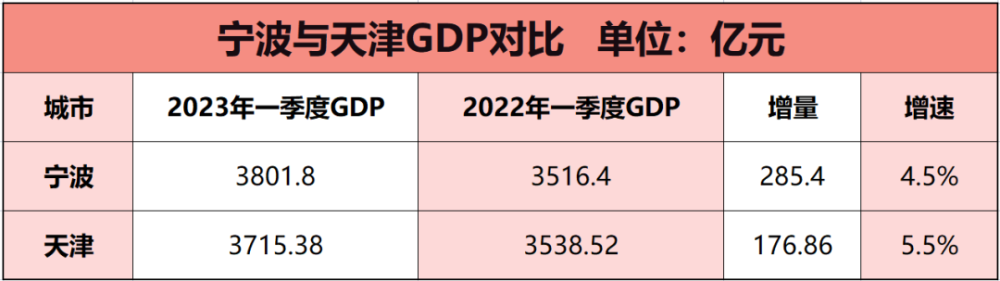 宁波与天津GDP对比 单位：亿元
城市 2023年一季度GDP 2022年一季度GDP 增量 增速
宁波 3801.8 3516.4 285.4 4.5%
天津 3715.38 3538.52 176.86 5.5%